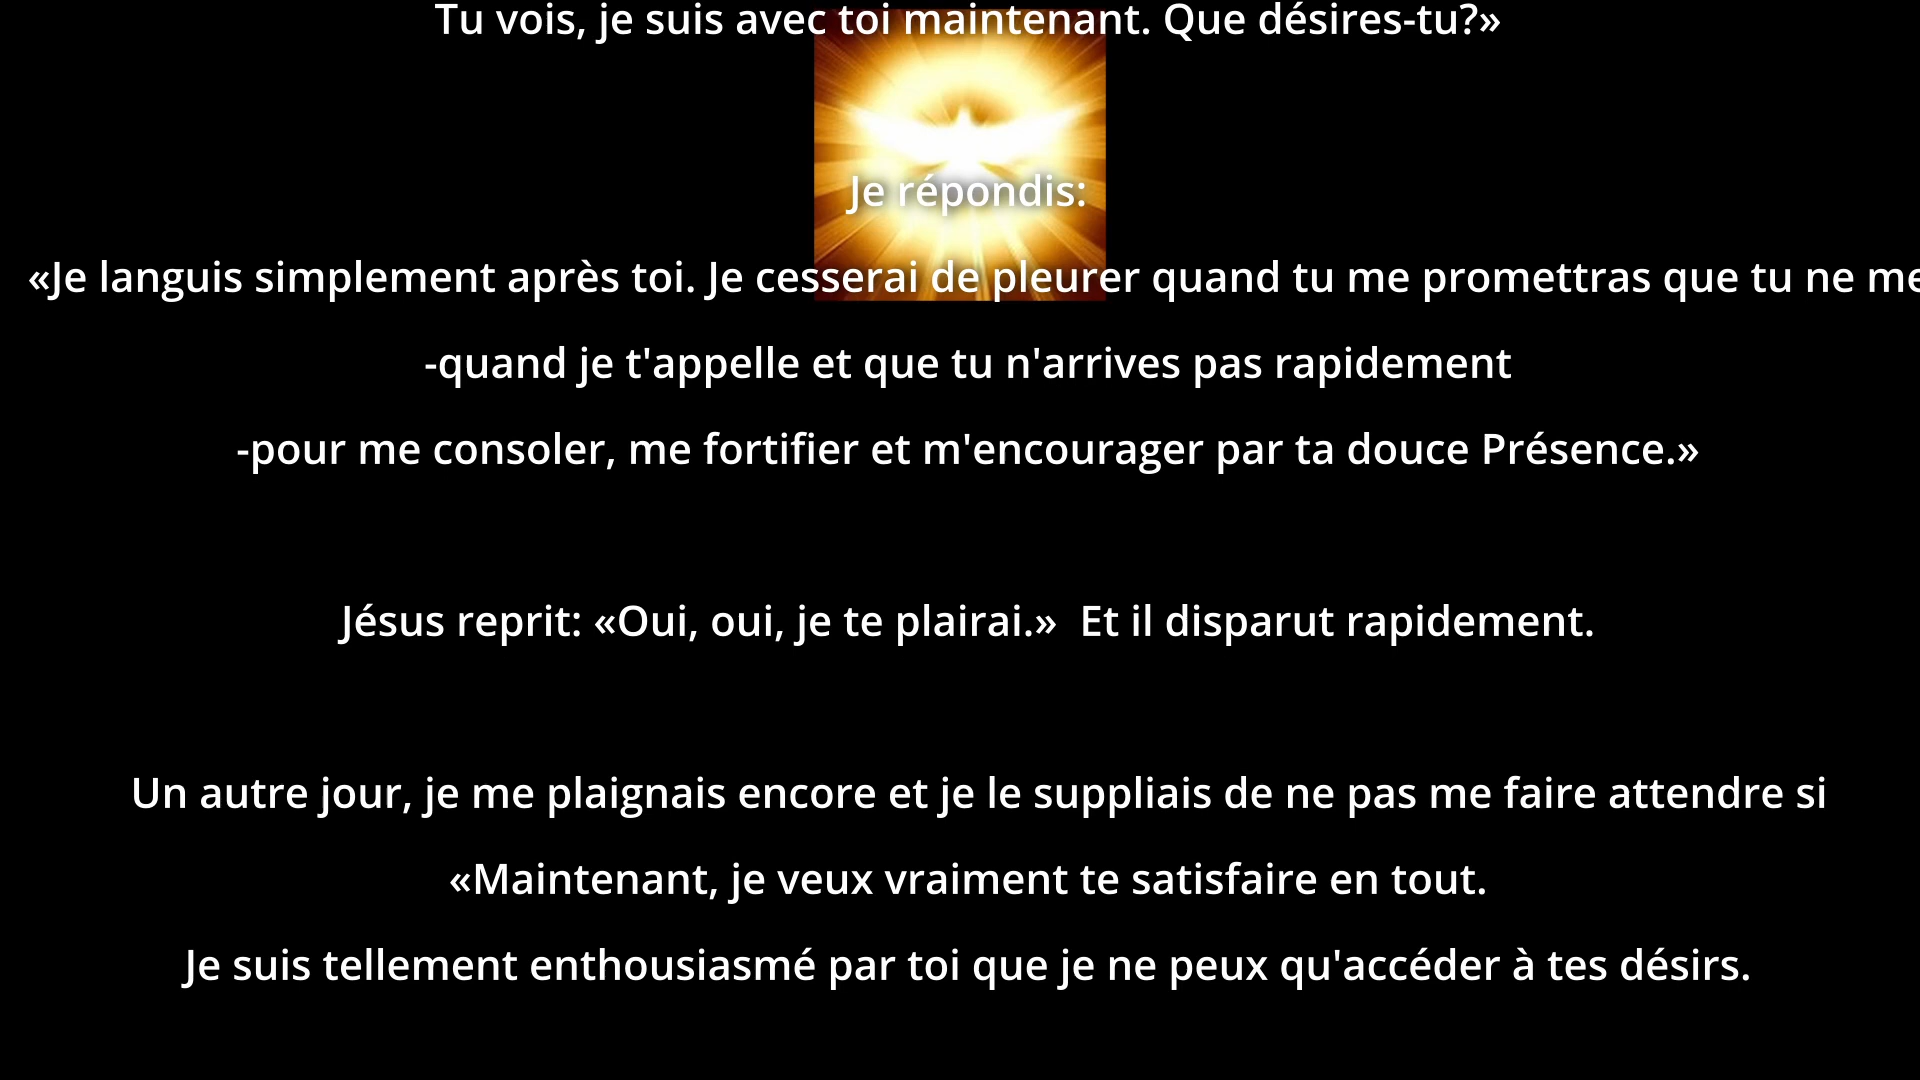 Tu vois, je suis avec toi maintenant. Que désires-tu?»
Je répondis:
«Je languis simplement après toi. Je cesserai de pleurer quand tu me promettras que tu ne me
-quand je t'appelle et que tu n'arrives pas rapidement
-pour me consoler, me fortifier et m'encourager par ta douce Présence.»
Jésus reprit: «Oui, oui, je te plairai.»  Et il disparut rapidement.
Un autre jour, je me plaignais encore et je le suppliais de ne pas me faire attendre si
«Maintenant, je veux vraiment te satisfaire en tout.
Je suis tellement enthousiasmé par toi que je ne peux qu'accéder à tes désirs.